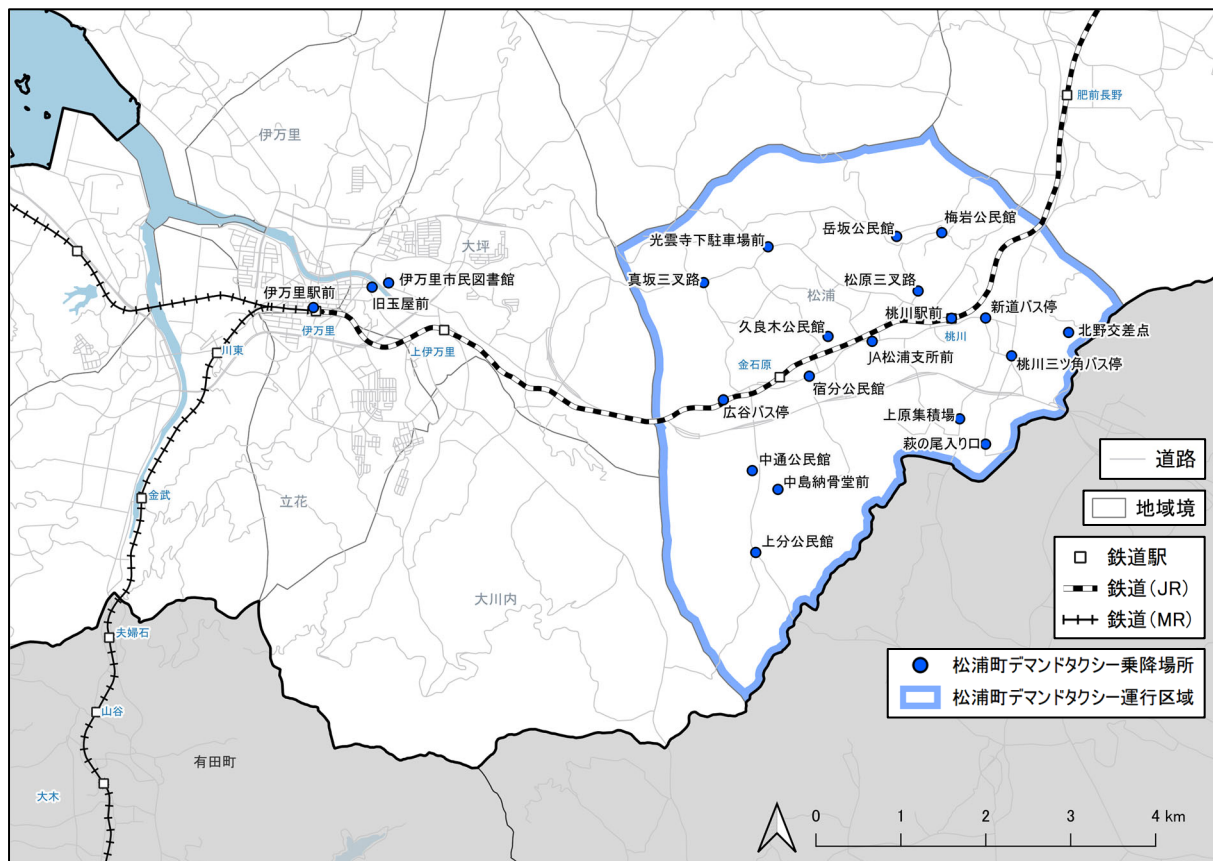 肥前長野
伊万里
梅岩公民館
岳坂公民館
光雲寺下駐車場前
大坪
伊万里市民図書館
真坂三叉路
松原三叉路
伊万里駅前
旧玉屋前
松浦
桃川駅前
新道バス停
伊万里
久良木公民館
桃川
北野交差点
川東
上伊万里
JA松浦支所前
金石原
桃川三ツ角バス停
宿分公民館
広谷バス停
上原集積場
萩の尾入り口
中通公民館
道路
中島納骨堂前
金武
立花
地域境
上分公民館
鉄道駅
大川内
鉄道(JR)
鉄道(MR)
夫婦石
松浦町デマンドタクシー乗降場所
松浦町デマンドタクシー運行区域
山谷
有田町
大木
0 1 2 3 4 km